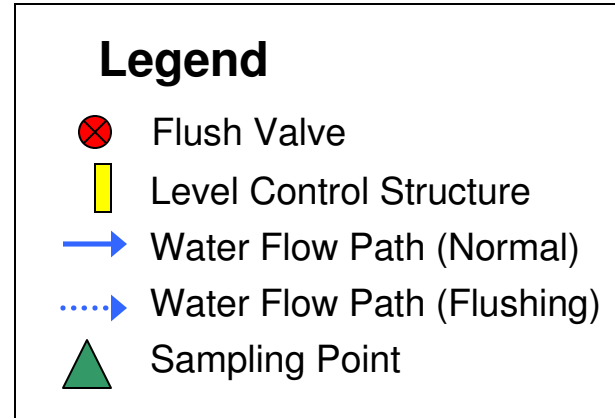 Legend
Flush Valve
Level Control Structure
Water Flow Path (Normal)
Water Flow Path (Flushing)
Sampling Point